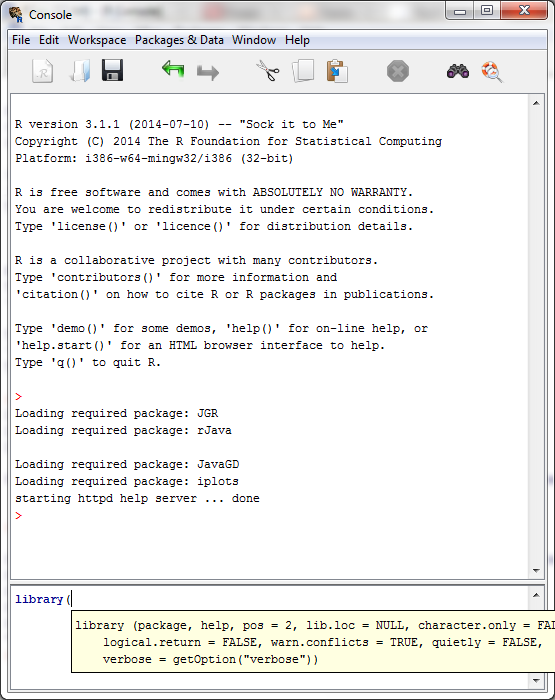 Console
File Edit Workspace Packages & Data Window Help
R version 3.1.1 (2014-07-10) -- "Sock it to Me"
Copyright (C) 2014 The R Foundation for Statistical Computing
Platform: i386-w64-mingw32/i386 (32-bit)
R is free software and comes with ABSOLUTELY NO WARRANTY.
You are welcome to redistribute it under certain conditions.
Type 'license()' or 'licence()' for distribution details.
R is a collaborative project with many contributors.
Type 'contributors()' for more information and
'citation()' on how to cite R or R packages in publications.
Type 'demo()' for some demos, 'help()' for on-line help, or
'help.start()' for an HTML browser interface to help.
Type 'q()' to quit R.
>
Loading required package: JGR
Loading required package: rJava
Loading required package: JavaGD
Loading required package: iplots
starting httpd help server ... done
>
library(
library (package, help, pos = 2, lib.loc = NULL, character.only = FAL
logical.return = FALSE, warn.conflicts = TRUE, quietly = FALSE,
verbose = getOption("verbose"))